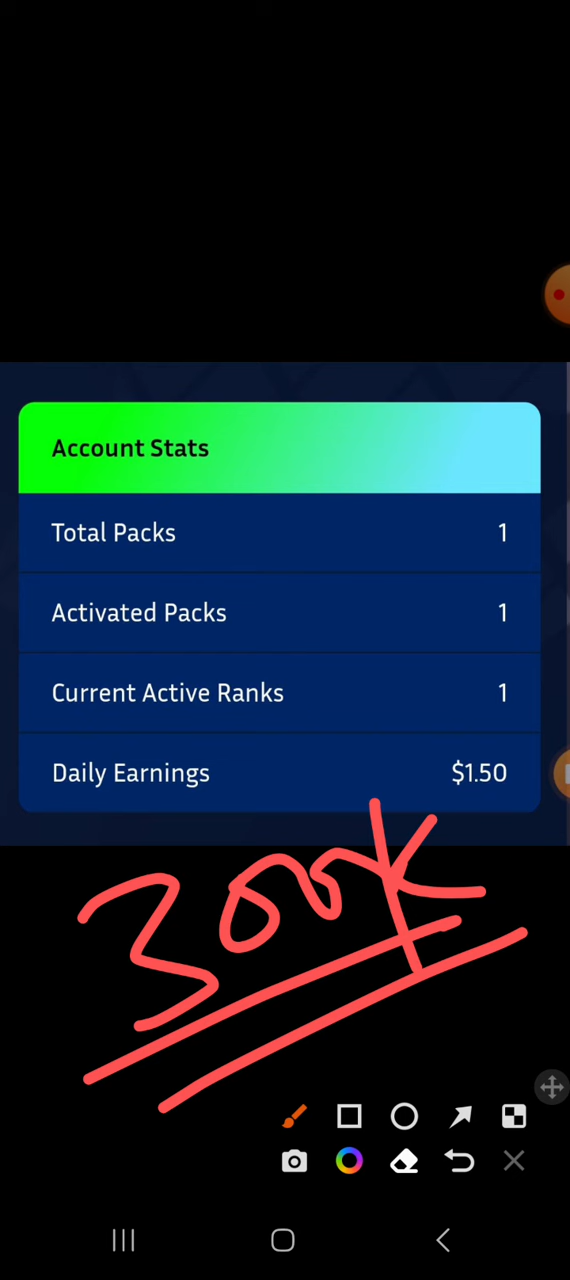 Account Stats
Total Packs 1
Activated Packs 1
Current Active Ranks 1
Daily Earnings $1.50
300k